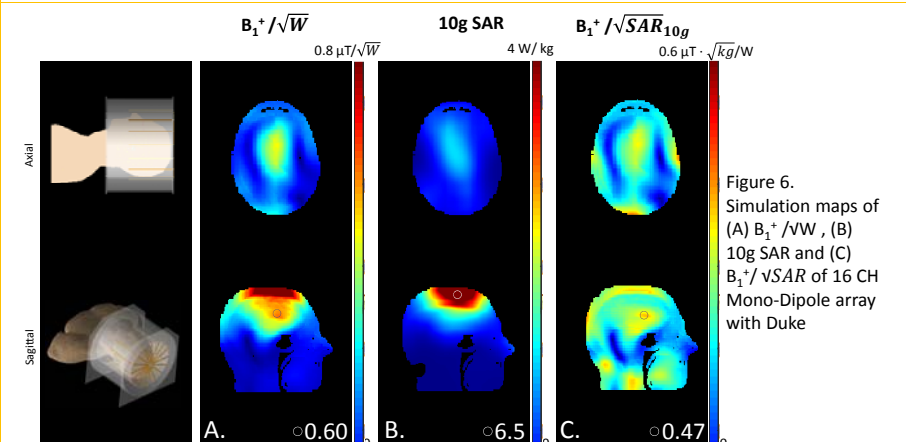 B₁⁺/√W
10g SAR
B₁⁺/√SAR₁₀g
0.8 µT/√W
4 W/ kg
0.6 µT · √kg/W
Axial
Sagittal
A.
0.60
B.
6.5
C.
0.47
Figure 6.
Simulation maps of
(A) B₁⁺ /√W , (B)
10g SAR and (C)
B₁⁺/ √SAR of 16 CH
Mono-Dipole array
with Duke